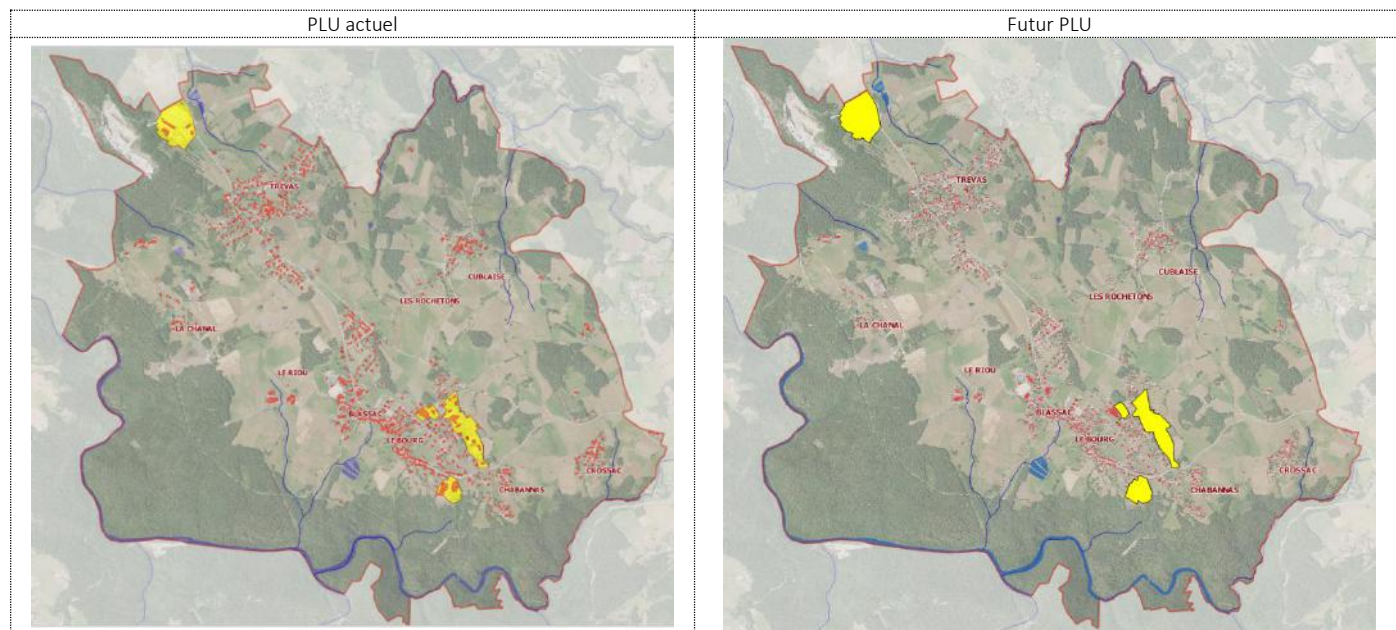 PLU actuel
Futur PLU
TREVAS
CUBLAISE
LES ROCHETONS
LA CHANAL
LE RIOU
BLASSAC
LE BOURG
CROSSAC
CHABANNAS
TREVAS
CUBLAISE
LES ROCHETONS
LA CHANAL
LE RIOU
BLASSAC
LE BOURG
CROSSAC
CHABANNAS